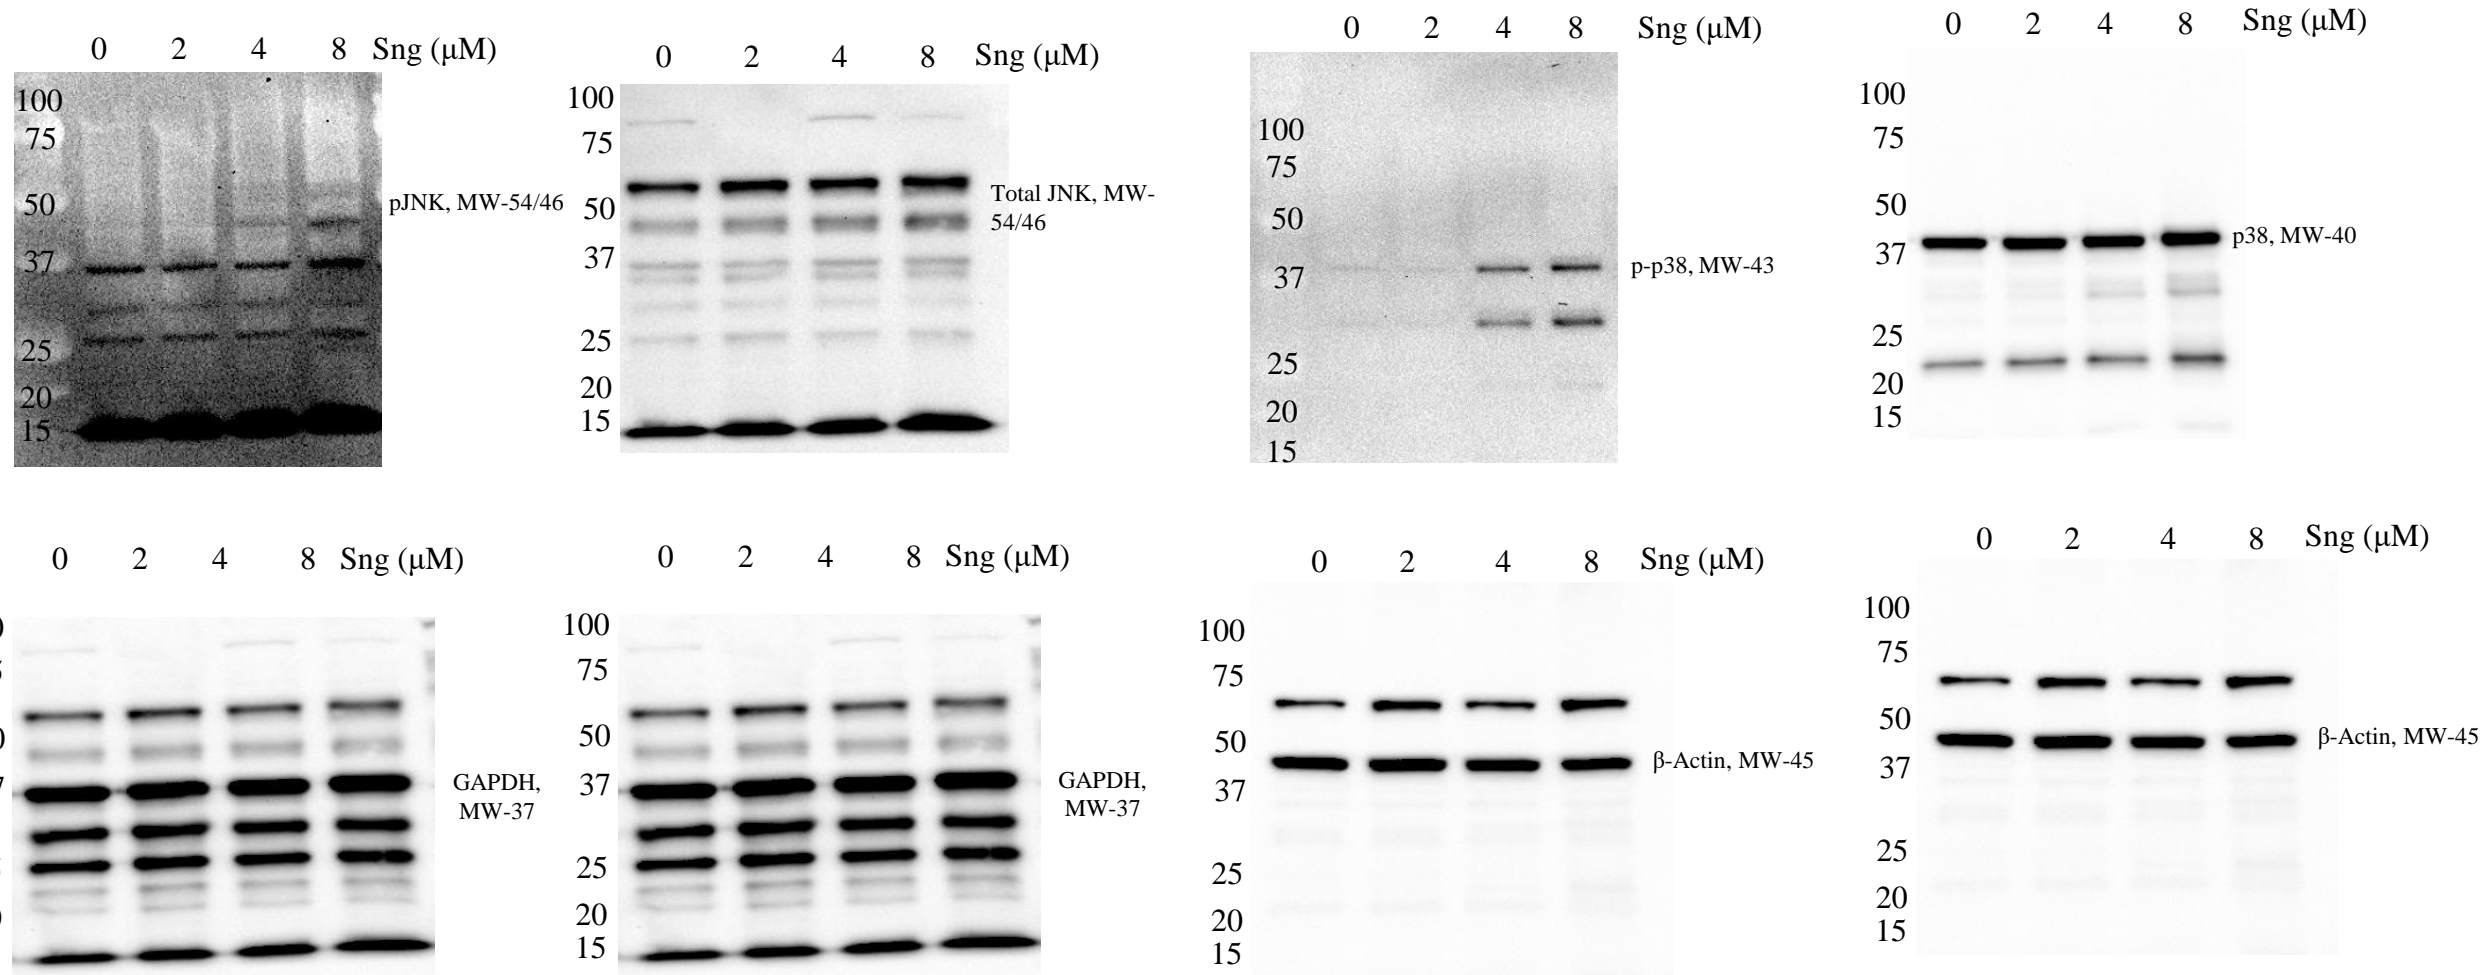 0 2 4 8 Sng (μM)
100
75
50
37
25
20
15
pJNK, MW-54/46
0 2 4 8 Sng (μM)
100
75
50
37
25
20
15
Total JNK, MW-
54/46
0 2 4 8 Sng (μM)
100
75
50
37
25
20
15
p-p38, MW-43
0 2 4 8 Sng (μM)
100
75
50
37
25
20
15
p38, MW-40
0 2 4 8 Sng (μM)
GAPDH,
MW-37
0 2 4 8 Sng (μM)
100
75
50
37
25
20
15
GAPDH,
MW-37
0 2 4 8 Sng (μM)
100
75
50
37
25
20
15
β-Actin, MW-45
0 2 4 8 Sng (μM)
100
75
50
37
25
20
15
β-Actin, MW-45